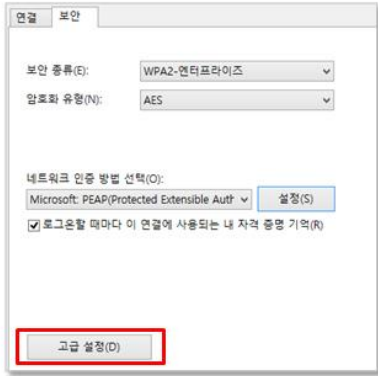 연결 보안
보안 종류(E): WPA2-엔터프라이즈
암호화 유형(N): AES
네트워크 인증 방법 선택(O):
Microsoft: PEAP(Protected Extensible Auth 설정(S)
로그온할 때마다 이 연결에 사용되는 내 자격 증명 기억(R)
고급 설정(D)